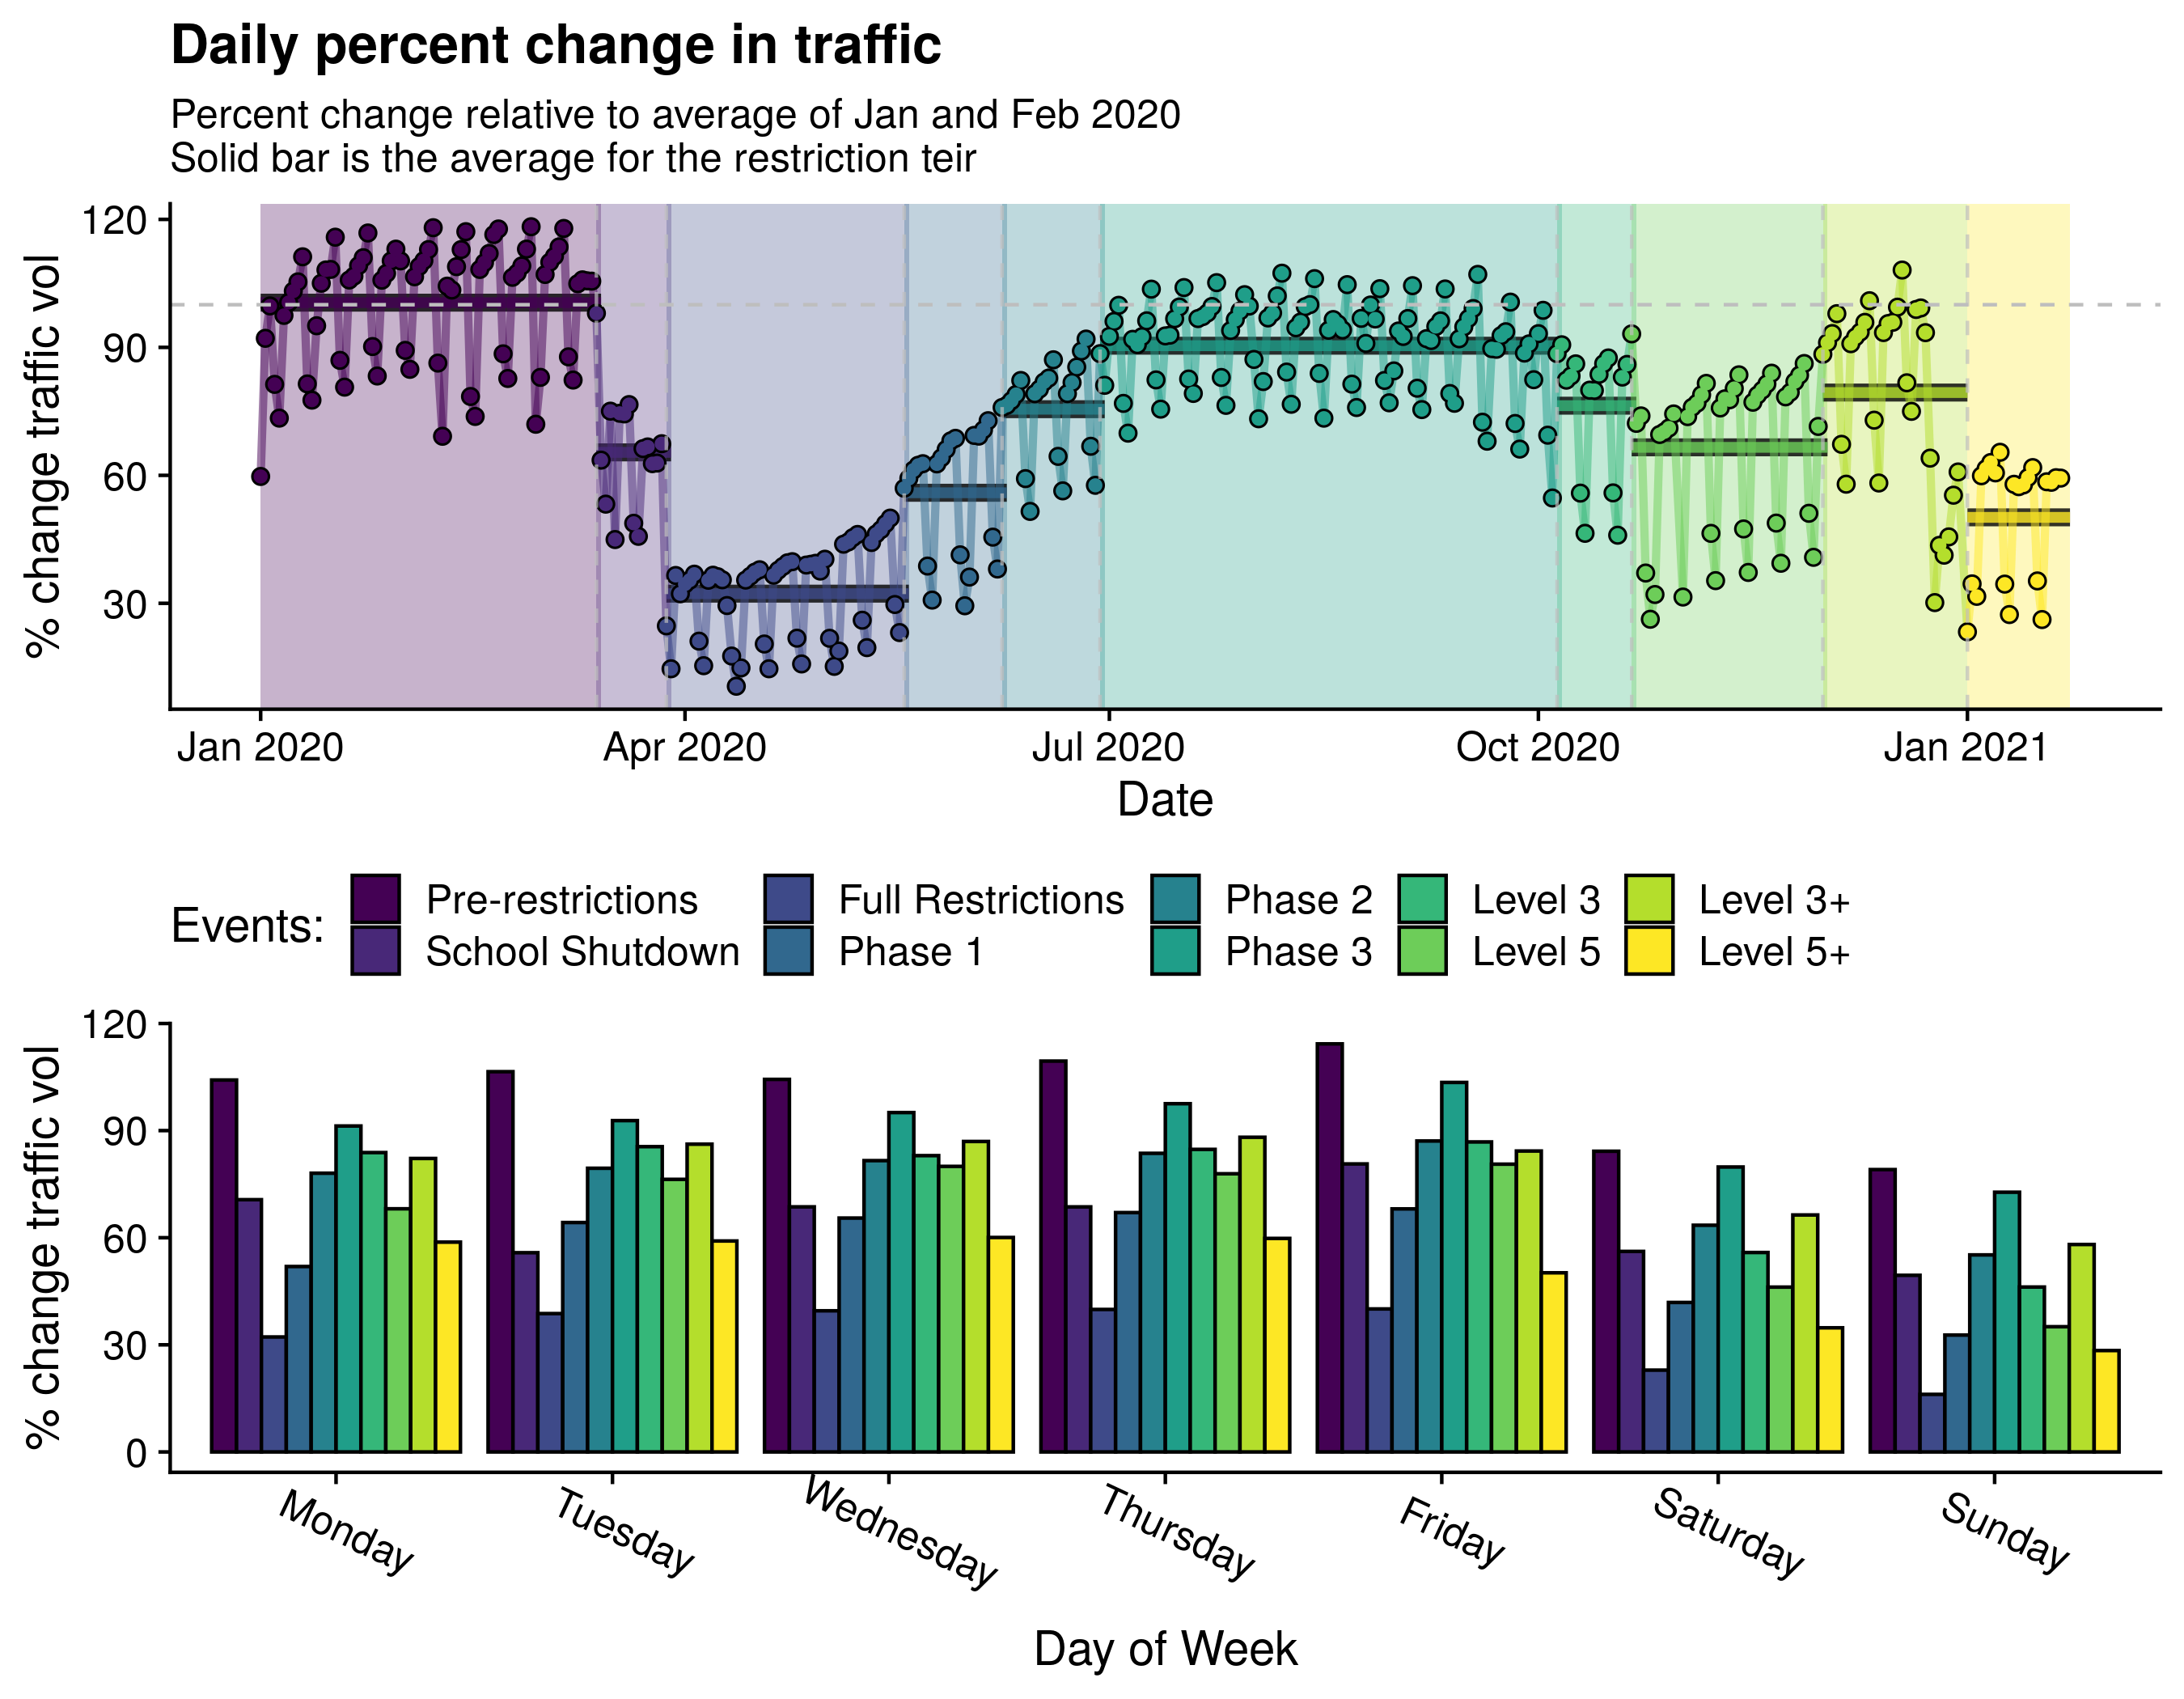 Daily percent change in traffic
Percent change relative to average of Jan and Feb 2020
Solid bar is the average for the restriction teir
% change traffic vol
120
90
60
30
Jan 2020 Apr 2020 Jul 2020 Oct 2020 Jan 2021
Date
Events:
Pre-restrictions Full Restrictions Phase 2 Level 3 Level 3+
School Shutdown Phase 1 Phase 3 Level 5 Level 5+
% change traffic vol
120
90
60
30
0
Monday Tuesday Wednesday Thursday Friday Saturday Sunday
Day of Week